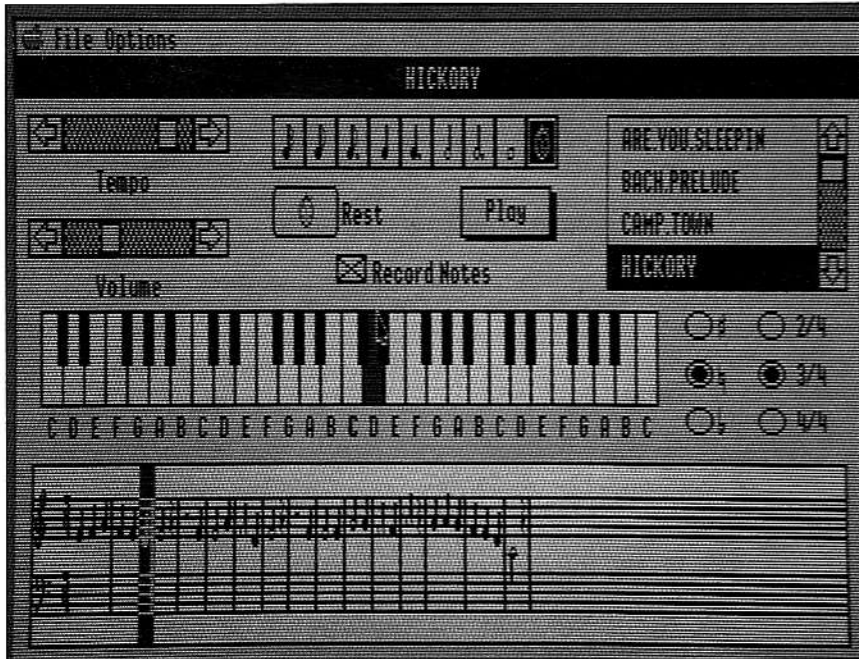 File Options
HICKORY
Tempo
Volume
Rest
Play
Record Notes
ARE.YOU.SLEEPIN
BACH.PRELUDE
CAMP.TOWN
HICKORY
2/4
3/4
4/4
C D E F G A B C D E F G A B C D E F G A B C D E F G A B C